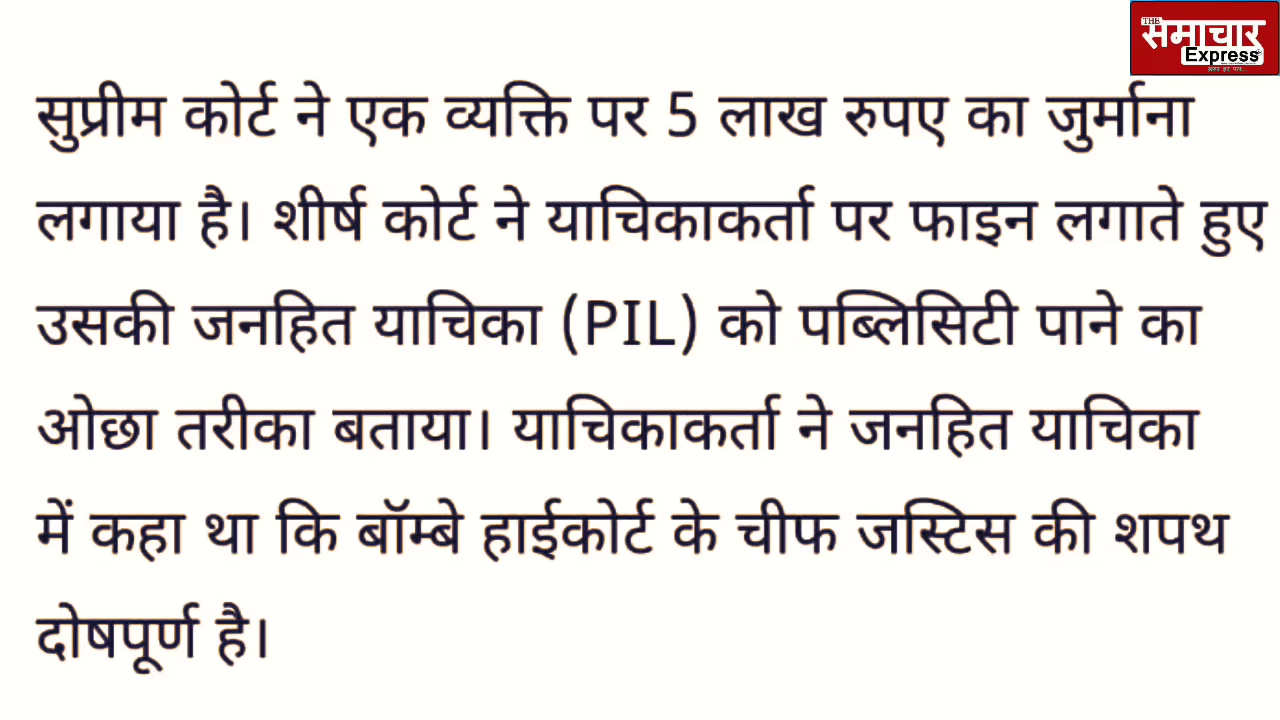 THE
समाचार
Express
सुप्रीम कोर्ट ने एक व्यक्ति पर 5 लाख रुपए का जुर्माना
लगाया है। शीर्ष कोर्ट ने याचिकाकर्ता पर फाइन लगाते हुए
उसकी जनहित याचिका (PIL) को पब्लिसिटी पाने का
ओछा तरीका बताया। याचिकाकर्ता ने जनहित याचिका
में कहा था कि बॉम्बे हाईकोर्ट के चीफ जस्टिस की शपथ
दोषपूर्ण है।